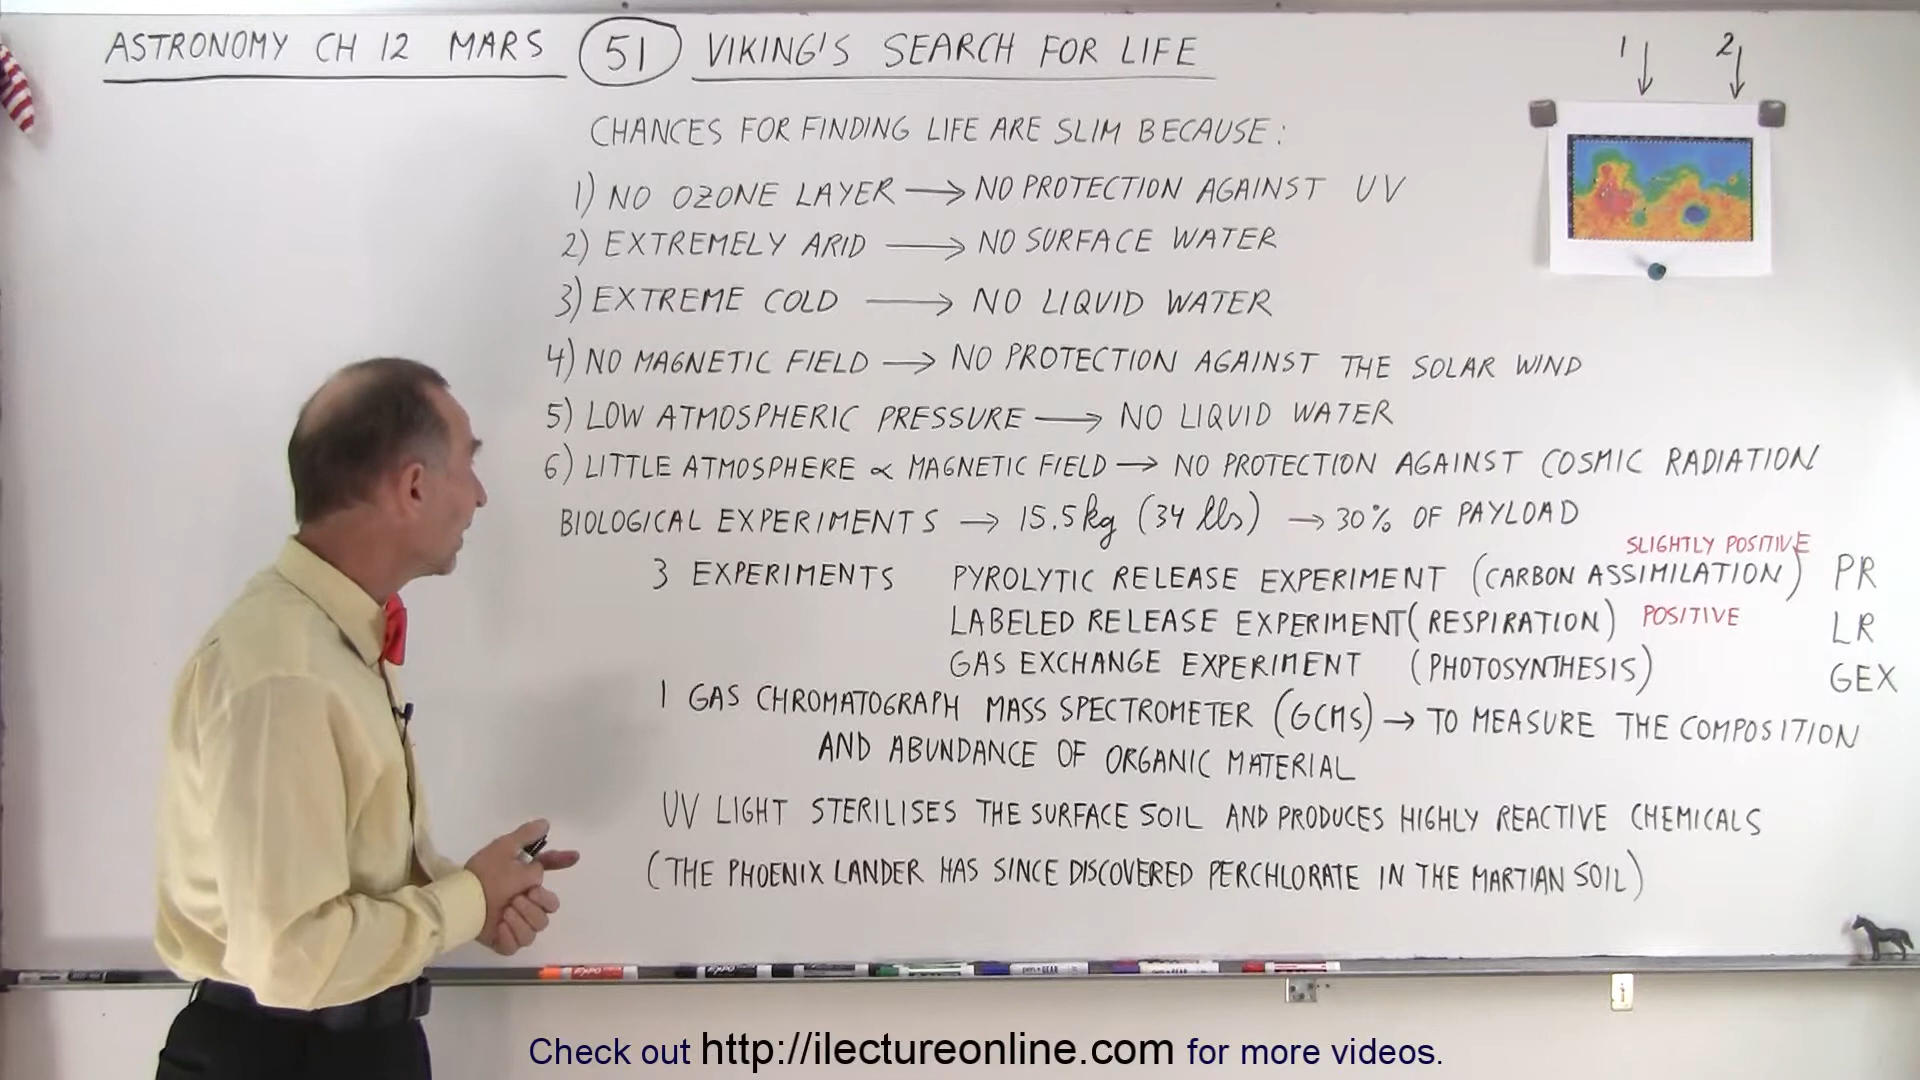 ASTRONOMY CH 12 MARS 51 VIKING'S SEARCH FOR LIFE
1 2
CHANCES FOR FINDING LIFE ARE SLIM BECAUSE:
1) NO OZONE LAYER → NO PROTECTION AGAINST UV
2) EXTREMELY ARID → NO SURFACE WATER
3) EXTREME COLD → NO LIQUID WATER
4) NO MAGNETIC FIELD → NO PROTECTION AGAINST THE SOLAR WIND
5) LOW ATMOSPHERIC PRESSURE → NO LIQUID WATER
6) LITTLE ATMOSPHERE & MAGNETIC FIELD → NO PROTECTION AGAINST COSMIC RADIATION
BIOLOGICAL EXPERIMENTS → 15.5kg (34 lbs) → 30% OF PAYLOAD
SLIGHTLY POSITIVE
3 EXPERIMENTS PYROLYTIC RELEASE EXPERIMENT (CARBON ASSIMILATION) PR
LABELED RELEASE EXPERIMENT (RESPIRATION) POSITIVE LR
GAS EXCHANGE EXPERIMENT (PHOTOSYNTHESIS) GEX
1 GAS CHROMATOGRAPH MASS SPECTROMETER (GCMS) → TO MEASURE THE COMPOSITION
AND ABUNDANCE OF ORGANIC MATERIAL
UV LIGHT STERILISES THE SURFACE SOIL AND PRODUCES HIGHLY REACTIVE CHEMICALS
(THE PHOENIX LANDER HAS SINCE DISCOVERED PERCHLORATE IN THE MARTIAN SOIL)
Check out http://ilectureonline.com for more videos.